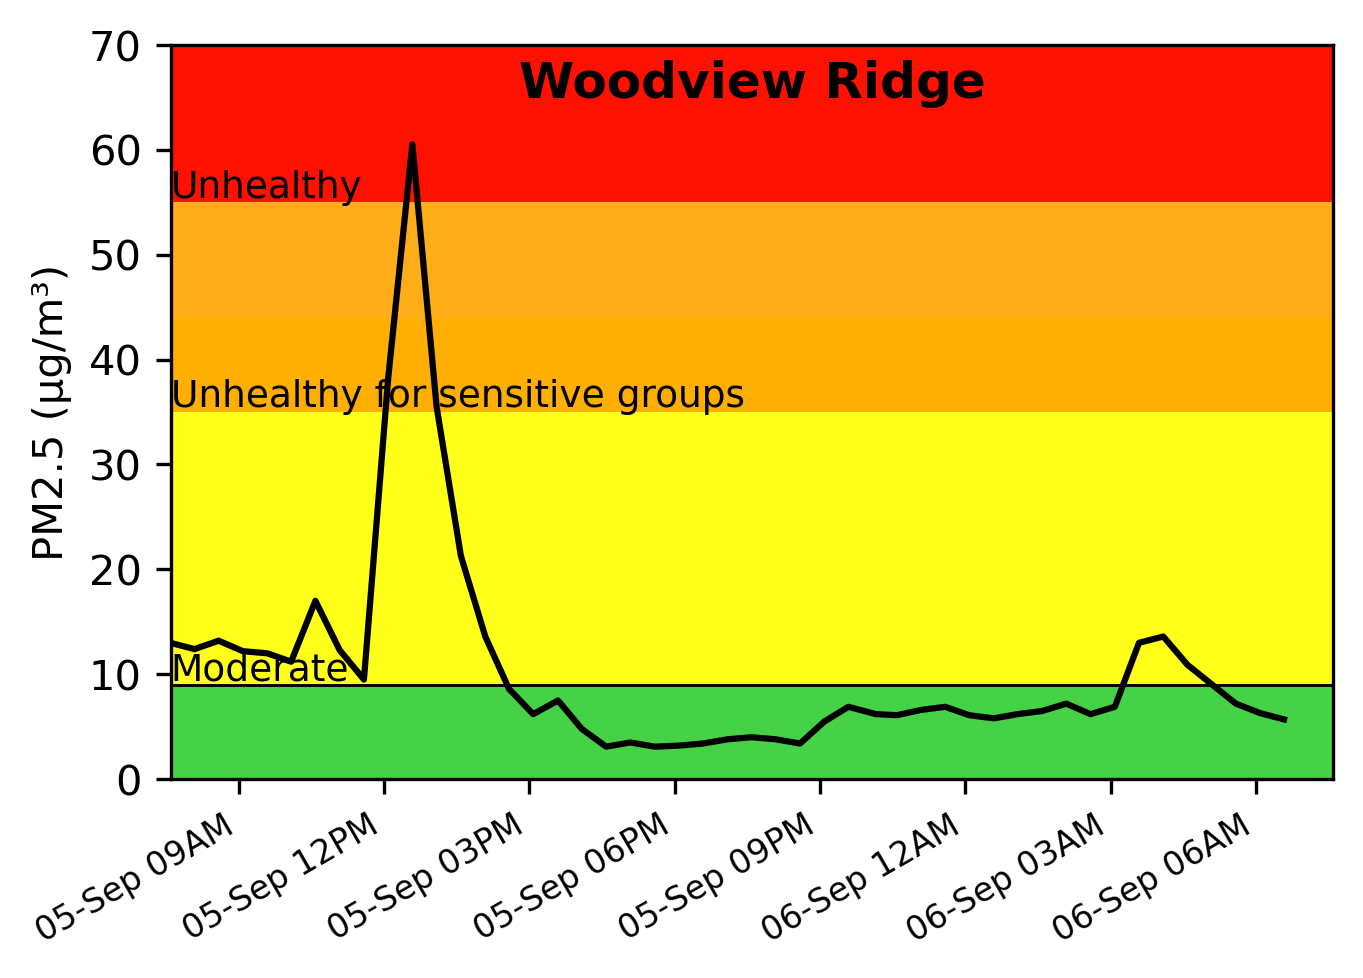 Woodview Ridge
70
60
50
40
30
20
10
0
PM2.5 (µg/m³)
Unhealthy
Unhealthy for sensitive groups
Moderate
05-Sep 09AM
05-Sep 12PM
05-Sep 03PM
05-Sep 06PM
05-Sep 09PM
06-Sep 12AM
06-Sep 03AM
06-Sep 06AM